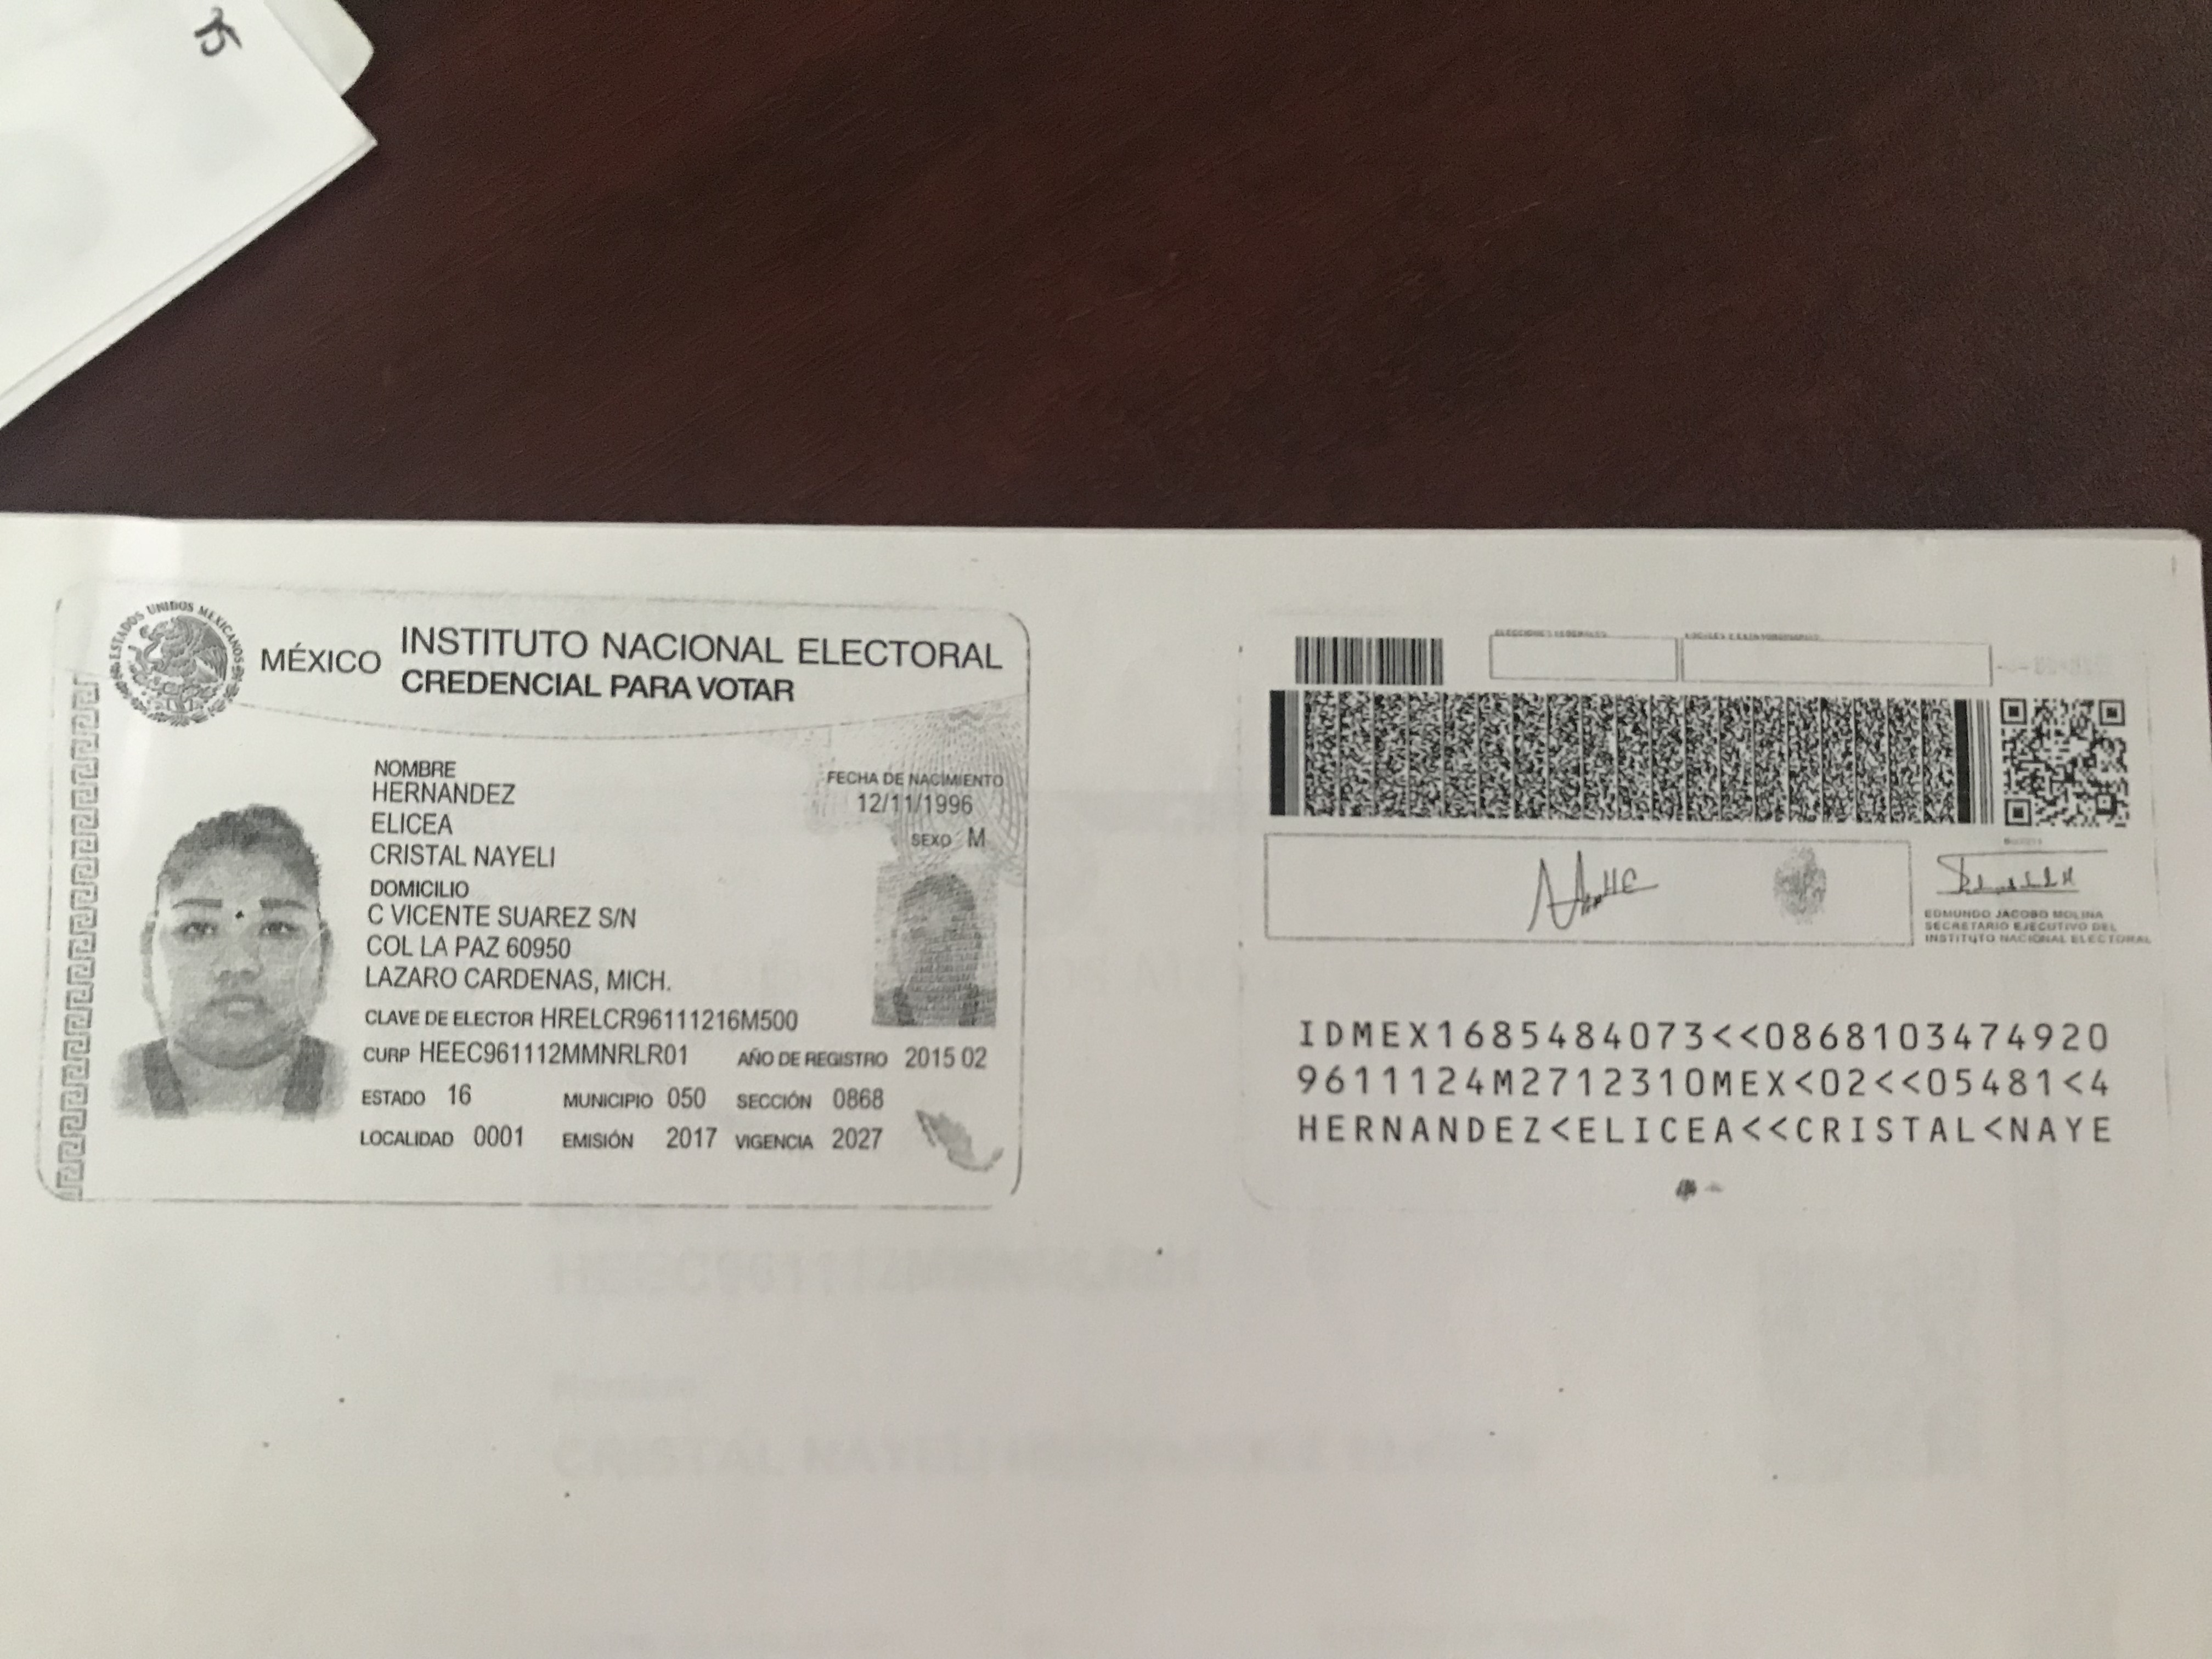 ESTADOS UNIDOS MEXICANOS
MÉXICO INSTITUTO NACIONAL ELECTORAL
CREDENCIAL PARA VOTAR
NOMBRE
HERNANDEZ
ELICEA
CRISTAL NAYELI
FECHA DE NACIMIENTO
12/11/1996
SEXO M
DOMICILIO
C VICENTE SUAREZ S/N
COL LA PAZ 60950
LAZARO CARDENAS, MICH.
CLAVE DE ELECTOR HRELCR96111216M500
CURP HEEC961112MMNRLR01 AÑO DE REGISTRO 2015 02
ESTADO 16 MUNICIPIO 050 SECCIÓN 0868
LOCALIDAD 0001 EMISIÓN 2017 VIGENCIA 2027
EDMUNDO JACOBO MOLINA
SECRETARIO EJECUTIVO DEL
INSTITUTO NACIONAL ELECTORAL
IDMEX1685484073<<0868103474920
9611124M2712310MEX<02<<05481<4
HERNANDEZ<ELICEA<<CRISTAL<NAYE